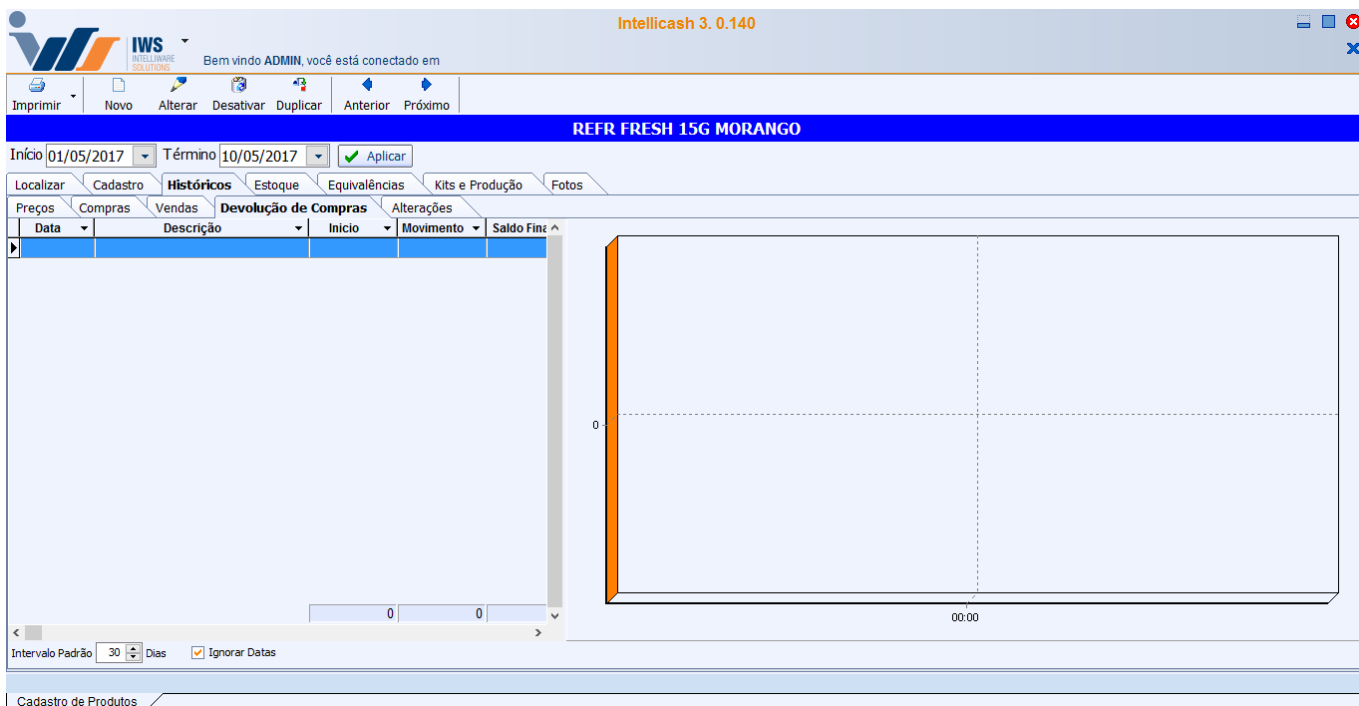 Intellicash 3. 0.140
IWS
INTELLIWARE
SOLUTIONS
Bem vindo ADMIN, você está conectado em
Imprimir Novo Alterar Desativar Duplicar Anterior Próximo
REFR FRESH 15G MORANGO
Início 01/05/2017 Término 10/05/2017 Aplicar
Localizar Cadastro Históricos Estoque Equivalências Kits e Produção Fotos
Preços Compras Vendas Devolução de Compras Alterações
Data Descrição Inicio Movimento Saldo Fina
0
0 0
00:00
Intervalo Padrão 30 Dias Ignorar Datas
Cadastro de Produtos